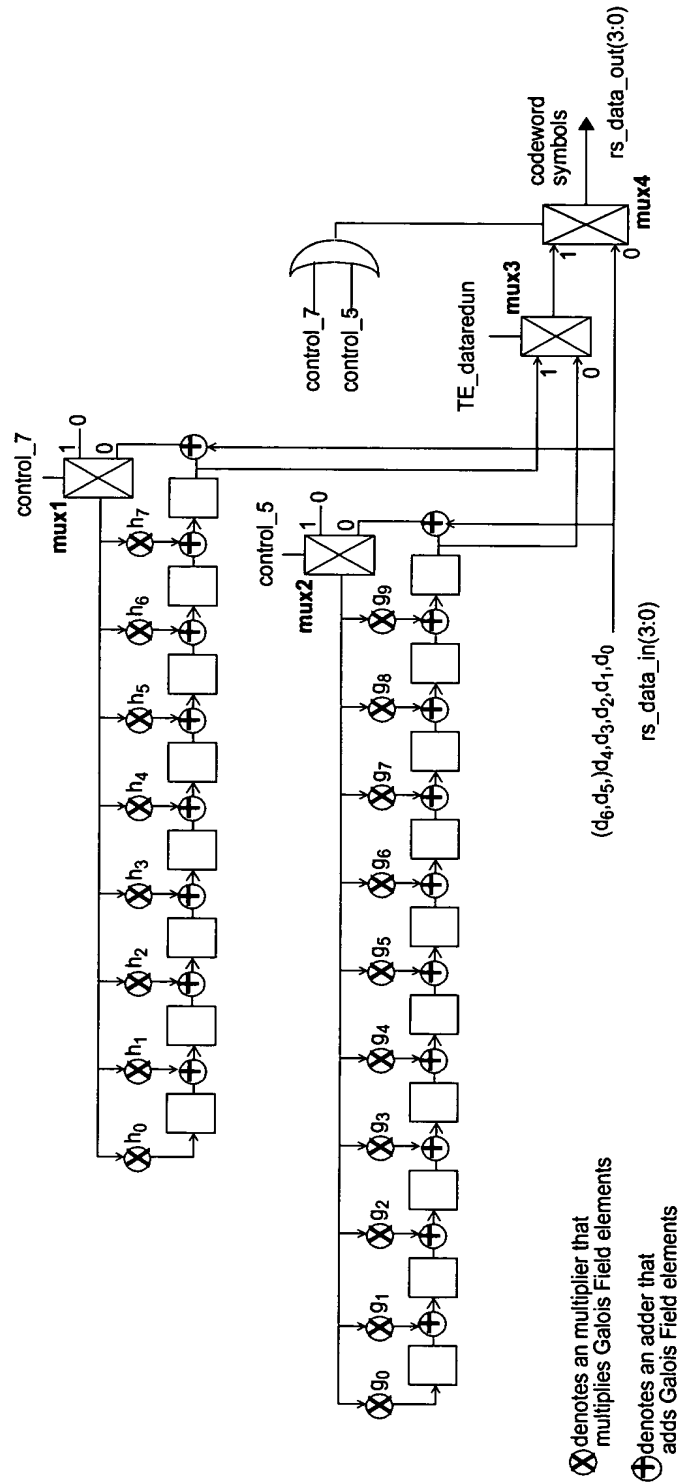 control_7
1
0
0
mux1
h₀
h₁
h₂
h₃
h₄
h₅
h₆
h₇
control_5
1
0
0
mux2
g₀
g₁
g₂
g₃
g₄
g₅
g₆
g₇
g₈
g₉
control_7
control_5
TE_dataredun
mux3
1
0
codeword
symbols
1
0
mux4
rs_data_out(3:0)
(d₆,d₅,)d₄,d₃,d₂,d₁,d₀
rs_data_in(3:0)
denotes an multiplier that
multiplies Galois Field elements
denotes an adder that
adds Galois Field elements